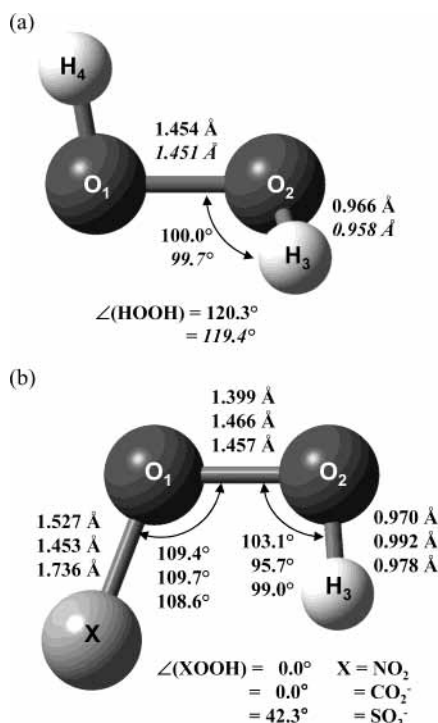 (a)
H4
1.454 Å
1.451 Å
O1
O2
0.966 Å
0.958 Å
100.0°
99.7°
H3
∠(HOOH) = 120.3°
= 119.4°
(b)
1.399 Å
1.466 Å
1.457 Å
O1
O2
1.527 Å
1.453 Å
1.736 Å
109.4°
109.7°
108.6°
103.1°
95.7°
99.0°
0.970 Å
0.992 Å
0.978 Å
H3
X
∠(XOOH) = 0.0° X = NO2
= 0.0° = CO2-
= 42.3° = SO3-